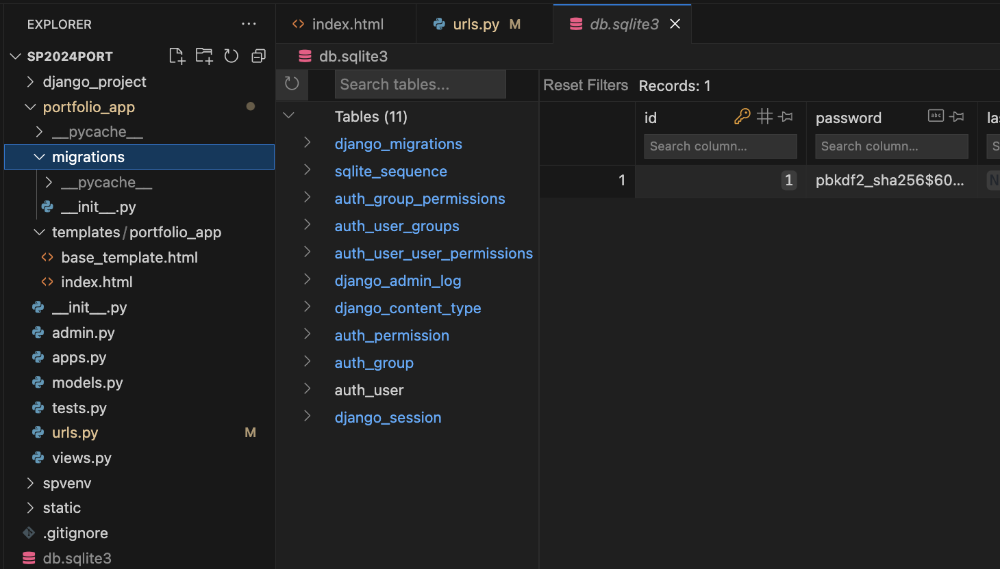 EXPLORER
SP2024PORT
django_project
portfolio_app
__pycache__
migrations
__pycache__
__init__.py
templates/portfolio_app
base_template.html
index.html
__init__.py
admin.py
apps.py
models.py
tests.py
urls.py M
views.py
spvenv
static
.gitignore
db.sqlite3
index.html
urls.py M
db.sqlite3
db.sqlite3
Search tables...
Tables (11)
django_migrations
sqlite_sequence
auth_group_permissions
auth_user_groups
auth_user_user_permissions
django_admin_log
django_content_type
auth_permission
auth_group
auth_user
django_session
Reset Filters Records: 1
id password las
abc
Search column... Search column... S
1 1 pbkdf2_sha256$60... N